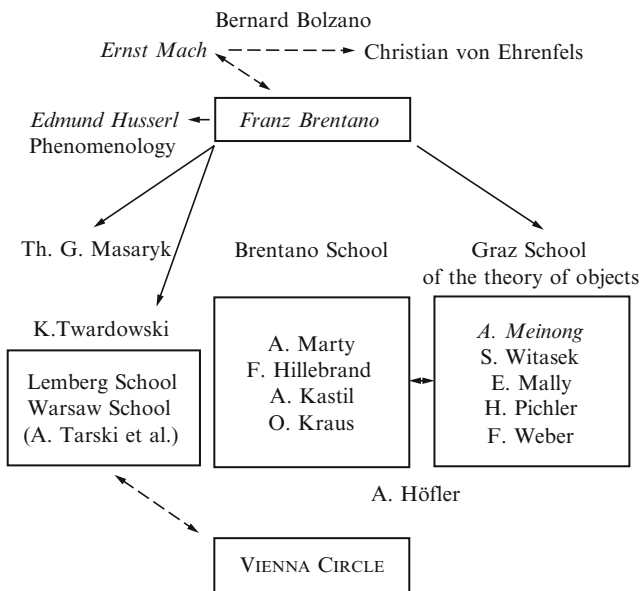 Bernard Bolzano
Ernst Mach
Christian von Ehrenfels
Edmund Husserl
Phenomenology
Franz Brentano
Th. G. Masaryk
Brentano School
Graz School
of the theory of objects
K.Twardowski
Lemberg School
Warsaw School
(A. Tarski et al.)
A. Marty
F. Hillebrand
A. Kastil
O. Kraus
A. Meinong
S. Witasek
E. Mally
H. Pichler
F. Weber
A. Höfler
VIENNA CIRCLE